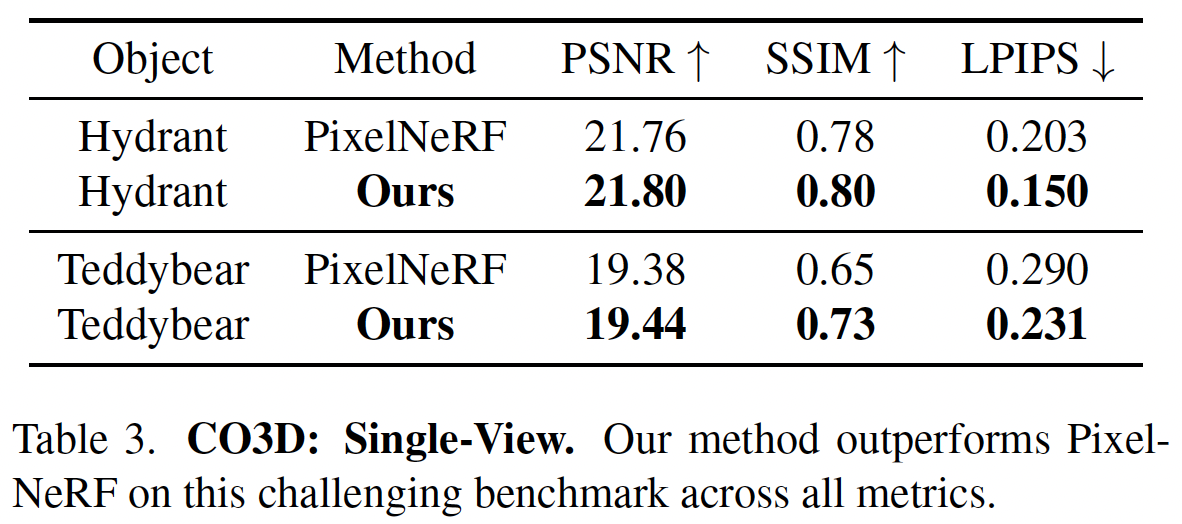 Object Method PSNR ↑ SSIM ↑ LPIPS ↓
Hydrant PixelNeRF 21.76 0.78 0.203
Hydrant Ours 21.80 0.80 0.150
Teddybear PixelNeRF 19.38 0.65 0.290
Teddybear Ours 19.44 0.73 0.231
Table 3. CO3D: Single-View. Our method outperforms Pixel-
NeRF on this challenging benchmark across all metrics.